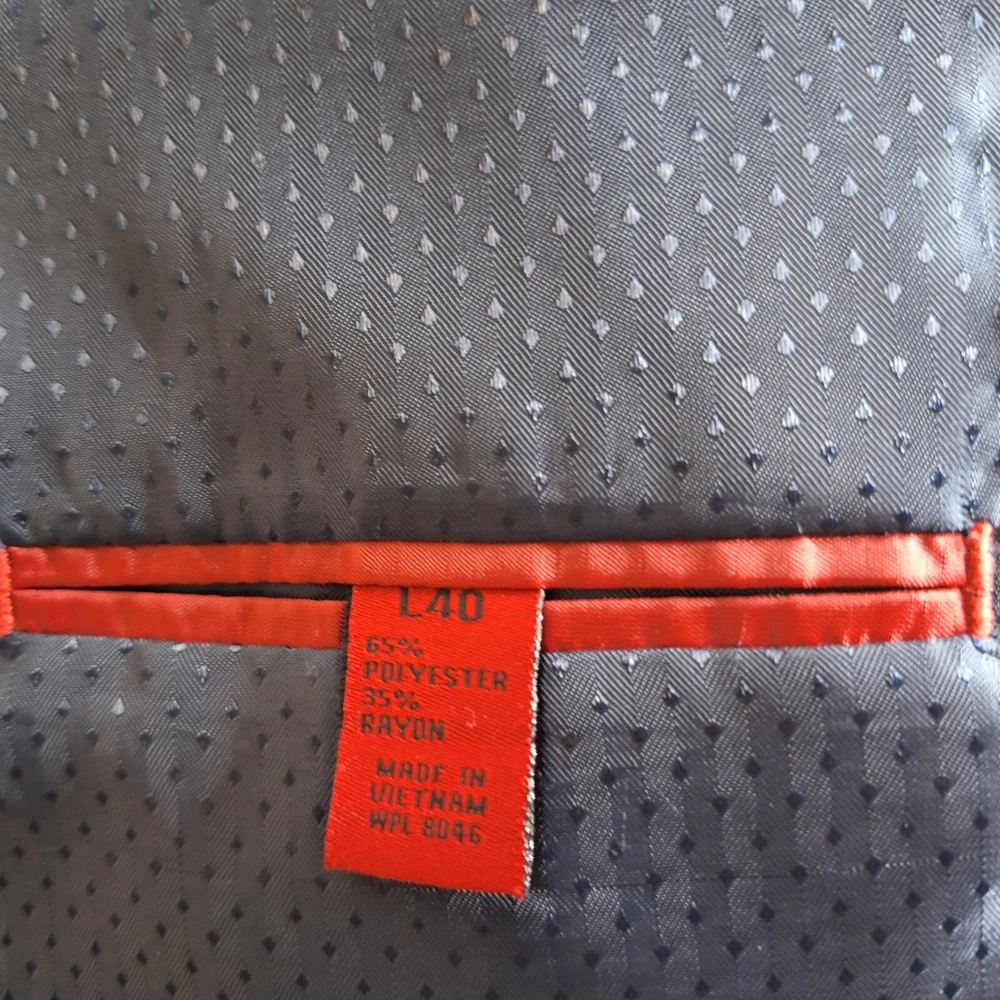 L40
65%
POLYESTER
35%
RAYON
MADE IN
VIETNAM
WPL 8046